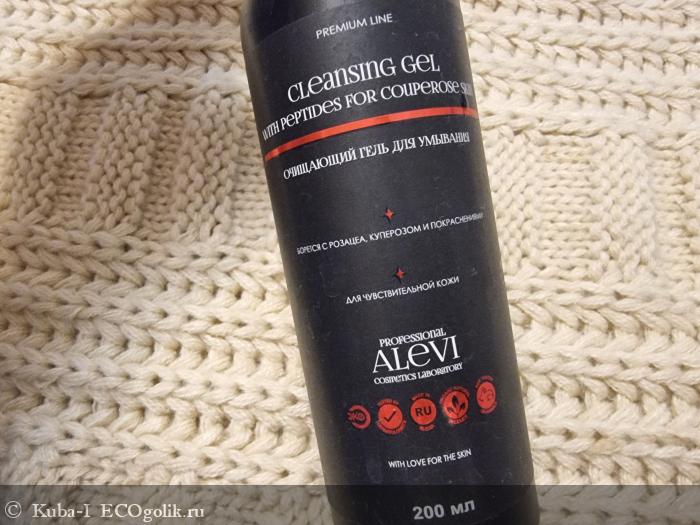 PREMIUM LINE
CLEANSING GEL
WITH PEPTIDES FOR COUPEROSE SKIN
ОЧИЩАЮЩИЙ ГЕЛЬ ДЛЯ УМЫВАНИЯ
БОРЕТСЯ С РОЗАЦЕА, КУПЕРОЗОМ И ПОКРАСНЕНИЯМИ
ДЛЯ ЧУВСТВИТЕЛЬНОЙ КОЖИ
PROFESSIONAL
ALEVI
COSMETICS LABORATORY
RU
WITH LOVE FOR THE SKIN
200 МЛ
© Kuba-I ECOgolik.ru